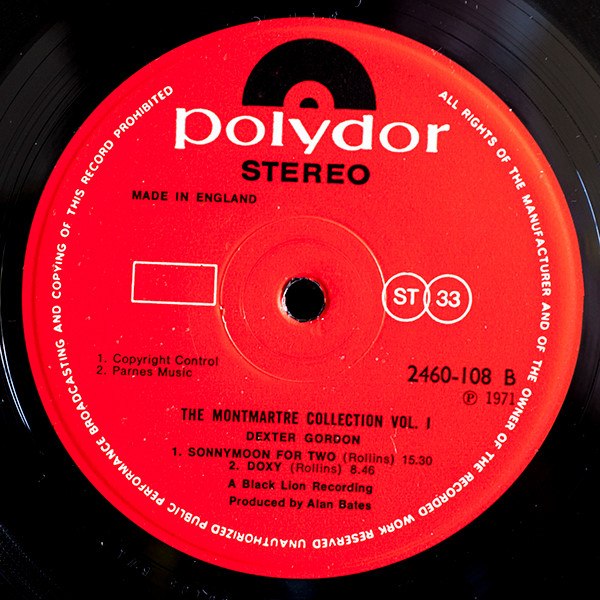 polydor
STEREO
MADE IN ENGLAND
ST 33
1. Copyright Control
2. Parnes Music
2460-108 B
℗ 1971
THE MONTMARTRE COLLECTION VOL. 1
DEXTER GORDON
1. SONNYMOON FOR TWO (Rollins) 15.30
2. DOXY (Rollins) 8.46
A Black Lion Recording
Produced by Alan Bates
ALL RIGHTS OF THE MANUFACTURER AND OF THE OWNER OF THE RECORDED WORK RESERVED UNAUTHORIZED PUBLIC PERFORMANCE BROADCASTING AND COPYING OF THIS RECORD PROHIBITED